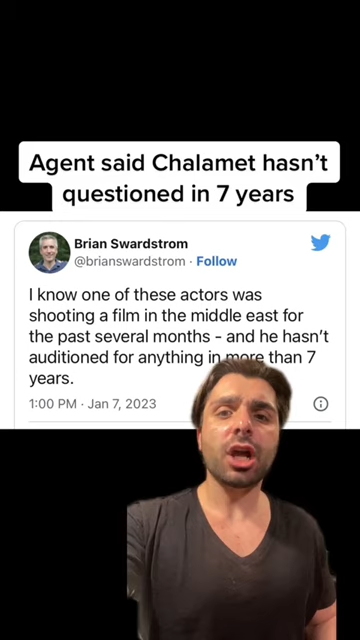 Agent said Chalamet hasn't
questioned in 7 years
Brian Swardstrom
@brianswardstrom · Follow
I know one of these actors was
shooting a film in the middle east for
the past several months - and he hasn't
auditioned for anything in more than 7
years.
1:00 PM · Jan 7, 2023